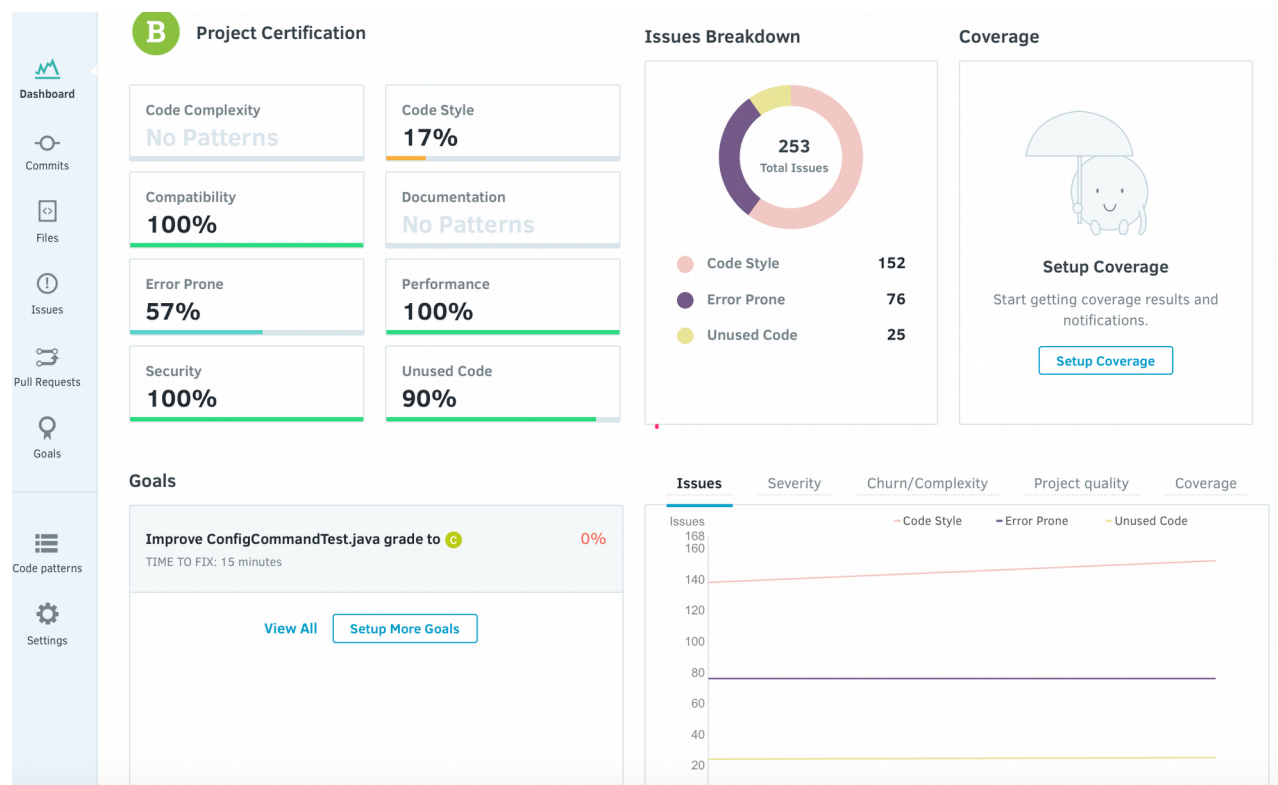 Dashboard
Commits
Files
Issues
Pull Requests
Goals
Code patterns
Settings
B Project Certification
Code Complexity
No Patterns
Code Style
17%
Compatibility
100%
Documentation
No Patterns
Error Prone
57%
Performance
100%
Security
100%
Unused Code
90%
Issues Breakdown
253
Total Issues
Code Style 152
Error Prone 76
Unused Code 25
Coverage
Setup Coverage
Start getting coverage results and
notifications.
Setup Coverage
Goals
Improve ConfigCommandTest.java grade to C 0%
TIME TO FIX: 15 minutes
View All Setup More Goals
Issues Severity Churn/Complexity Project quality Coverage
Issues
Code Style Error Prone Unused Code
168
160
140
120
100
80
60
40
20